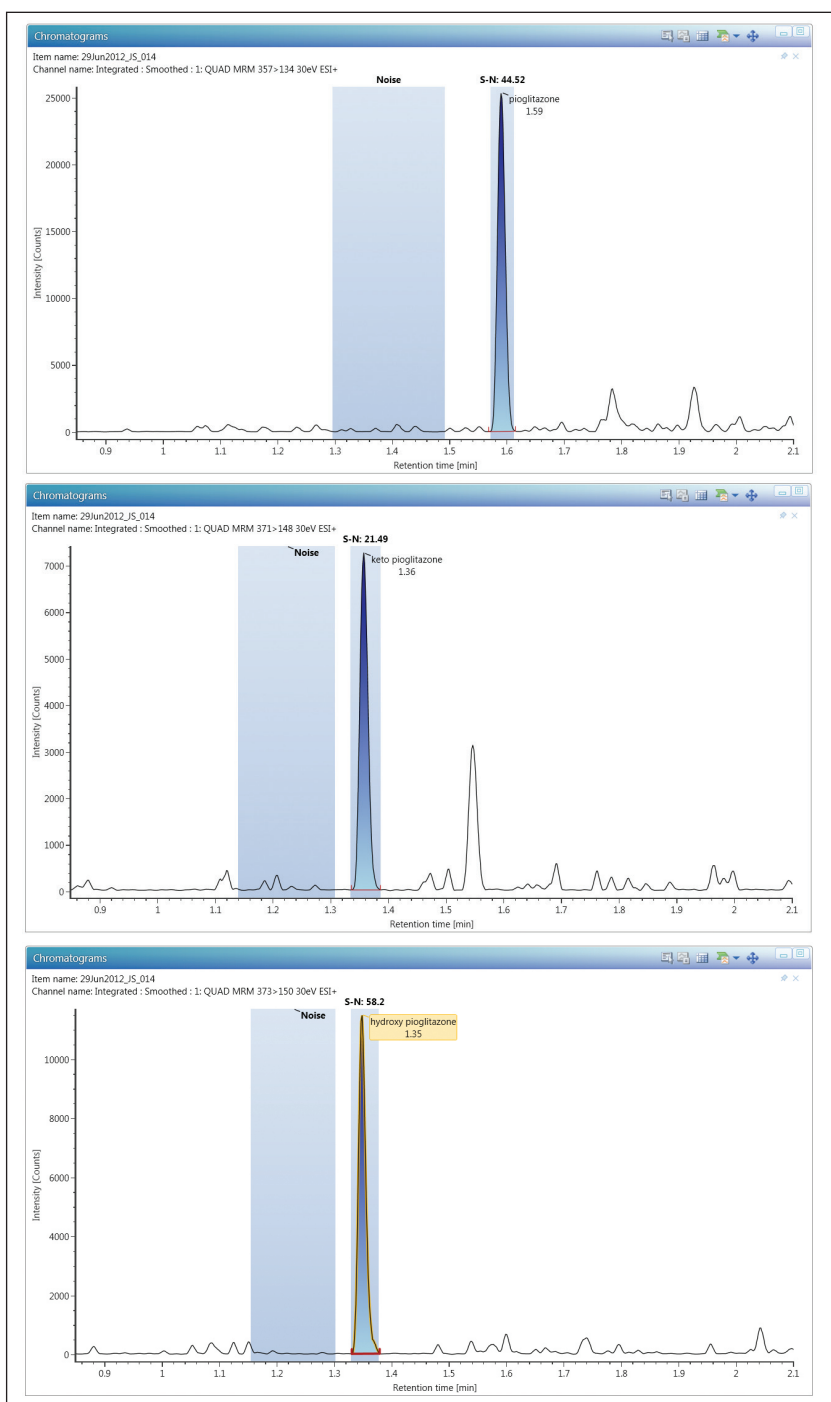 Chromatograms
Item name: 29Jun2012_JS_014
Channel name: Integrated : Smoothed : 1: QUAD MRM 357>134 30eV ESI+
Noise
S-N: 44.52
pioglitazone
1.59
Intensity [Counts]
25000
20000
15000
10000
5000
0
0.9 1 1.1 1.2 1.3 1.4 1.5 1.6 1.7 1.8 1.9 2 2.1
Retention time [min]
Chromatograms
Item name: 29Jun2012_JS_014
Channel name: Integrated : Smoothed : 1: QUAD MRM 371>148 30eV ESI+
S-N: 21.49
Noise
keto pioglitazone
1.36
Intensity [Counts]
7000
6000
5000
4000
3000
2000
1000
0
0.9 1 1.1 1.2 1.3 1.4 1.5 1.6 1.7 1.8 1.9 2 2.1
Retention time [min]
Chromatograms
Item name: 29Jun2012_JS_014
Channel name: Integrated : Smoothed : 1: QUAD MRM 373>150 30eV ESI+
S-N: 58.2
Noise
hydroxy pioglitazone
1.35
Intensity [Counts]
10000
8000
6000
4000
2000
0
0.9 1 1.1 1.2 1.3 1.4 1.5 1.6 1.7 1.8 1.9 2 2.1
Retention time [min]